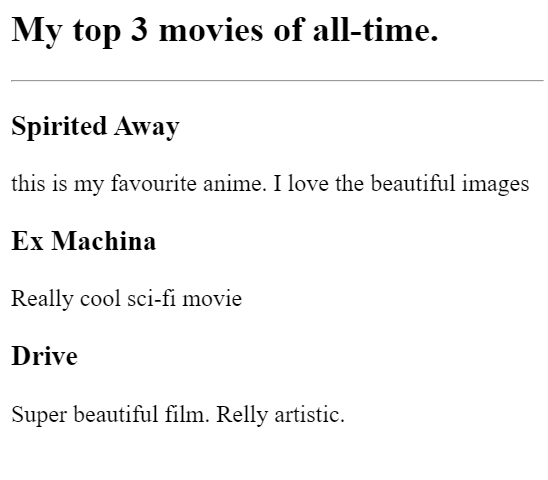 My top 3 movies of all-time.
Spirited Away
this is my favourite anime. I love the beautiful images
Ex Machina
Really cool sci-fi movie
Drive
Super beautiful film. Relly artistic.